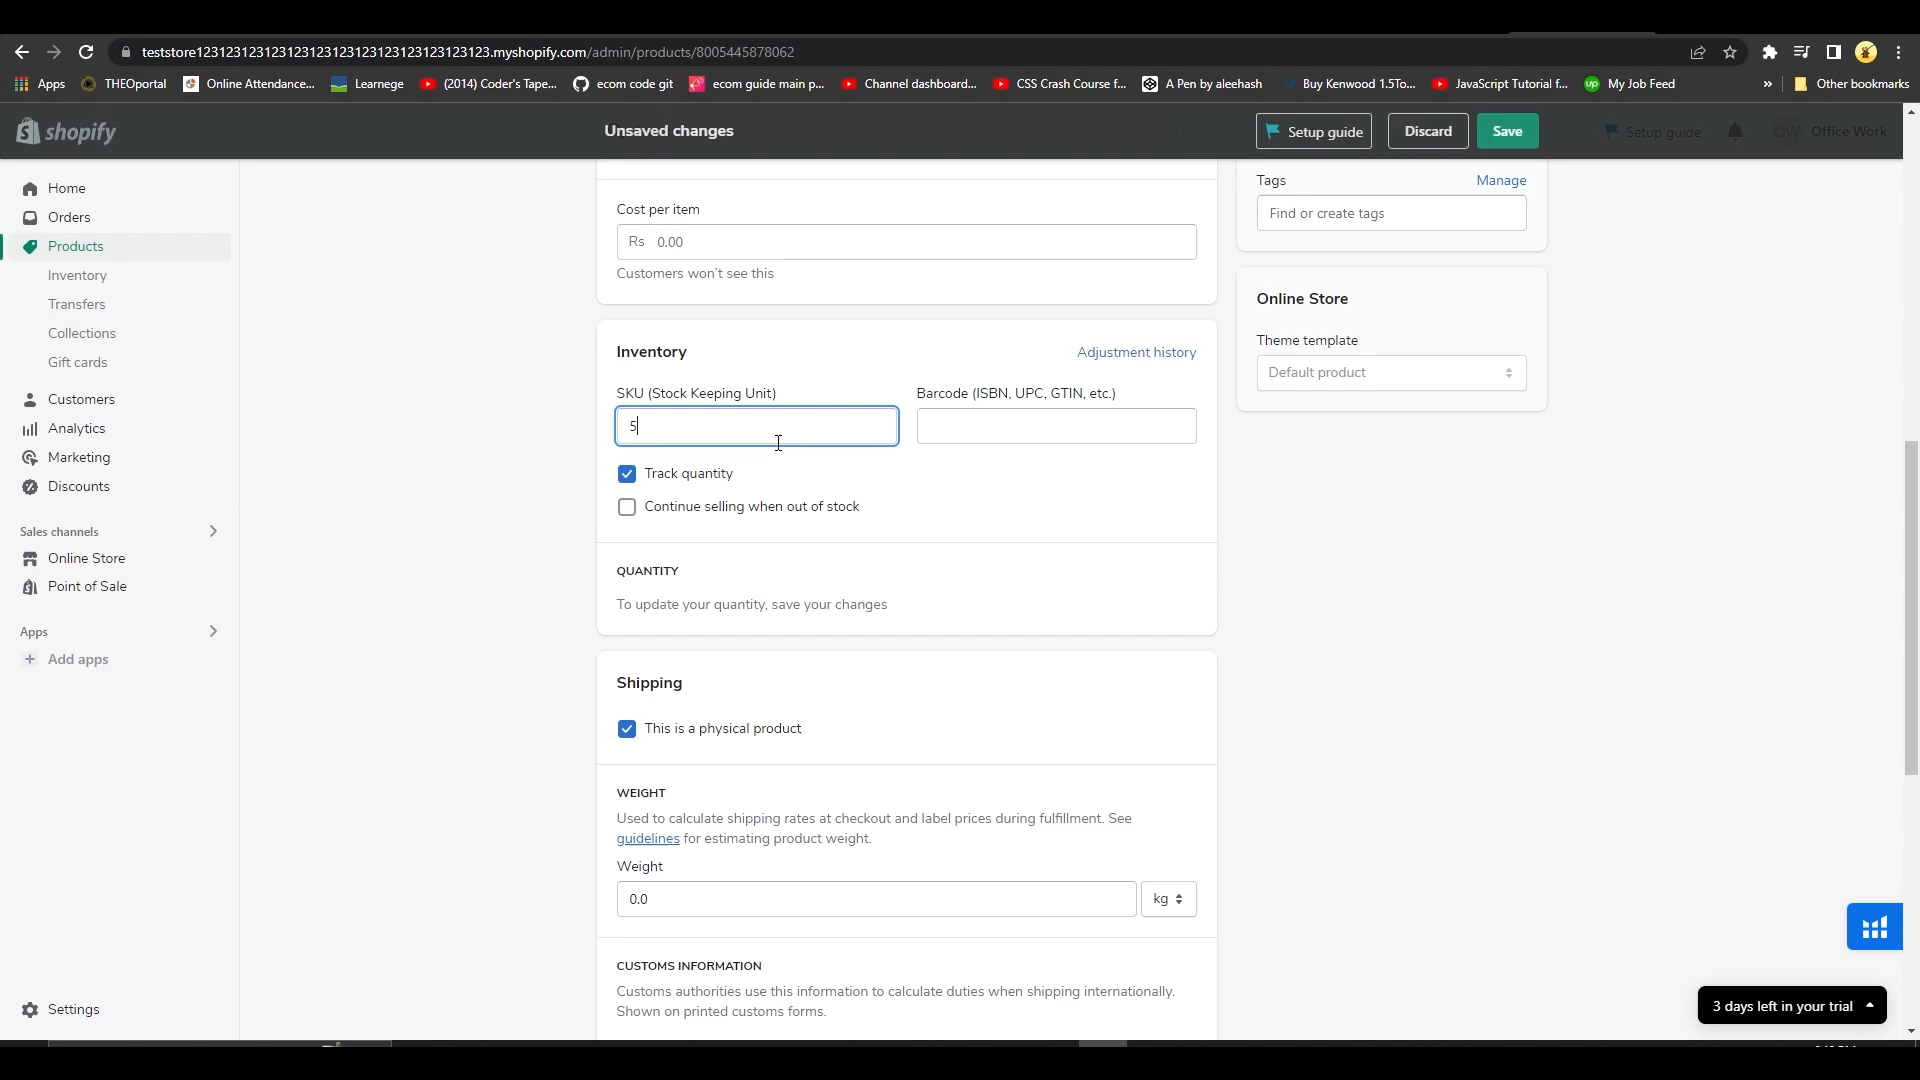 teststore1231231231231231231231231231231231231233.myshopify.com/admin/products/8005445878062
Apps THEOportal Online Attendance... Learnege (2014) Coder's Tape... ecom code git ecom guide main p... Channel dashboard... CSS Crash Course f... A Pen by aleehash Buy Kenwood 1.5To... JavaScript Tutorial f... My Job Feed » Other bookmarks
shopify Unsaved changes Setup guide Discard Save Setup guide OW Office Work
Home
Orders
Products
Inventory
Transfers
Collections
Gift cards
Customers
Analytics
Marketing
Discounts
Sales channels
Online Store
Point of Sale
Apps
Add apps
Settings
Cost per item
Rs 0.00
Customers won't see this
Inventory Adjustment history
SKU (Stock Keeping Unit) Barcode (ISBN, UPC, GTIN, etc.)
5
Track quantity
Continue selling when out of stock
QUANTITY
To update your quantity, save your changes
Shipping
This is a physical product
WEIGHT
Used to calculate shipping rates at checkout and label prices during fulfillment. See
guidelines for estimating product weight.
Weight
0.0 kg
CUSTOMS INFORMATION
Customs authorities use this information to calculate duties when shipping internationally.
Shown on printed customs forms.
Tags Manage
Find or create tags
Online Store
Theme template
Default product
3 days left in your trial